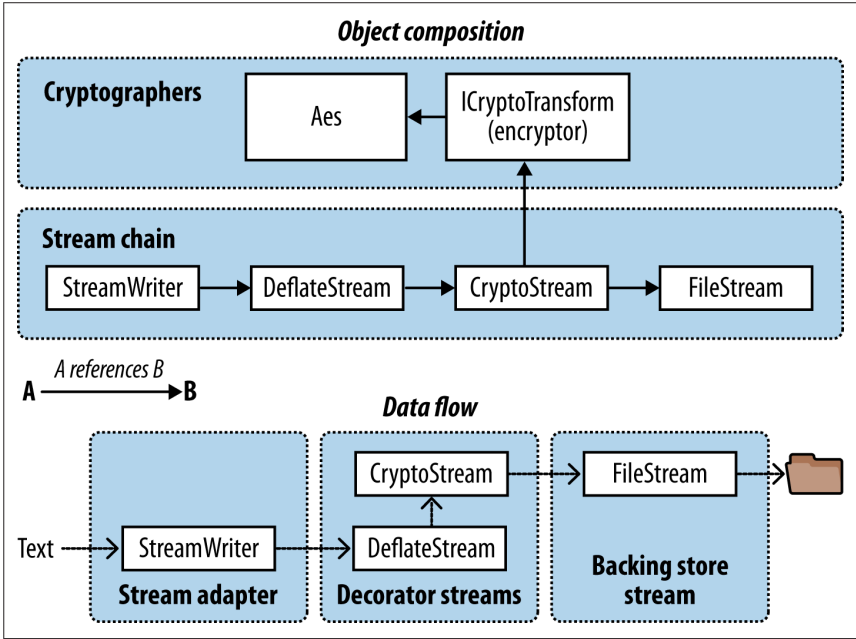 Object composition
Cryptographers
Aes
ICryptoTransform
(encryptor)
Stream chain
StreamWriter
DeflateStream
CryptoStream
FileStream
A references B
A
B
Data flow
CryptoStream
FileStream
Text
StreamWriter
DeflateStream
Stream adapter
Decorator streams
Backing store
stream